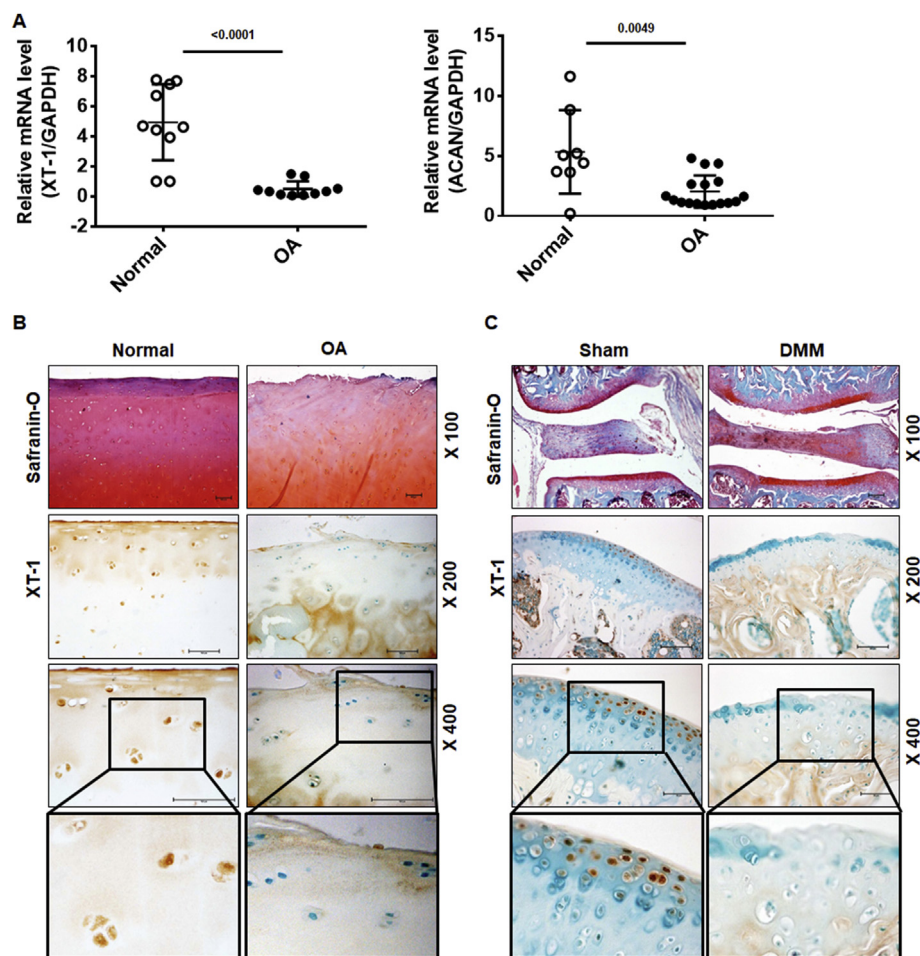 A
<0.0001
Relative mRNA level
(XT-1/GAPDH)
10
8
6
4
2
0
-2
Normal
OA
0.0049
Relative mRNA level
(ACAN/GAPDH)
15
10
5
0
Normal
OA
B
Normal
OA
Safranin-O
X 100
XT-1
X 200
X 400
C
Sham
DMM
Safranin-O
X 100
XT-1
X 200
X 400